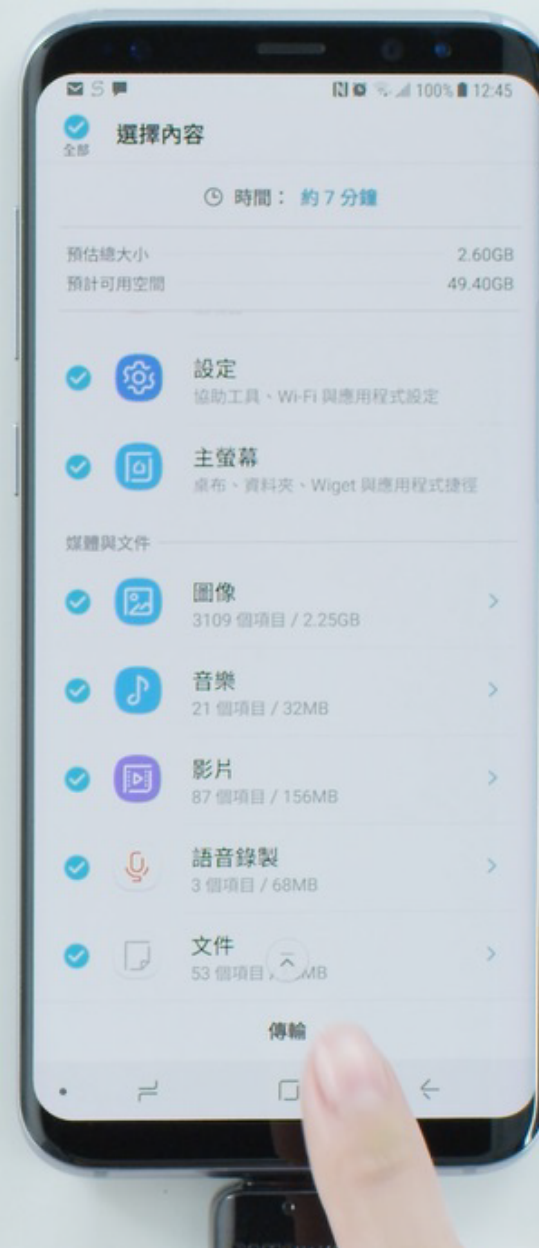 100% 12:45
全部
選擇內容
時間： 約 7 分鐘
預估總大小 2.60GB
預計可用空間 49.40GB
設定
協助工具、Wi-Fi 與應用程式設定
主螢幕
桌布、資料夾、Wiget 與應用程式捷徑
媒體與文件
圖像
3109 個項目 / 2.25GB
音樂
21 個項目 / 32MB
影片
87 個項目 / 156MB
語音錄製
3 個項目 / 68MB
文件
53 個項目 / MB
傳輸